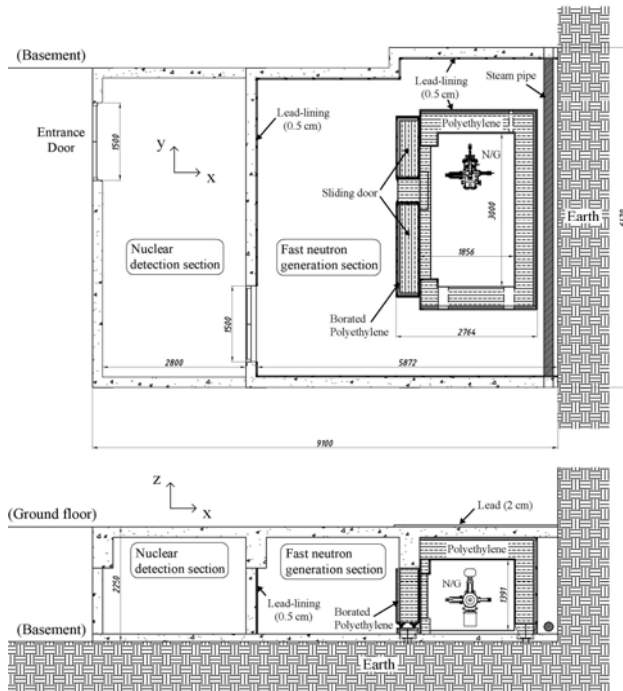 (Basement)
Steam pipe
Lead-lining
(0.5 cm)
Lead-lining
(0.5 cm)
Polyethylene
Entrance
Door
1500
y
x
N/G
Sliding door
3000
Earth
Nuclear
detection section
Fast neutron
generation section
1856
1500
Borated
Polyethylene
2764
2800
5872
9100
z
x
(Ground floor)
Lead (2 cm)
Nuclear
detection section
Fast neutron
generation section
Polyethylene
2250
N/G
1391
Lead-lining
(0.5 cm)
Borated
Polyethylene
(Basement)
Earth